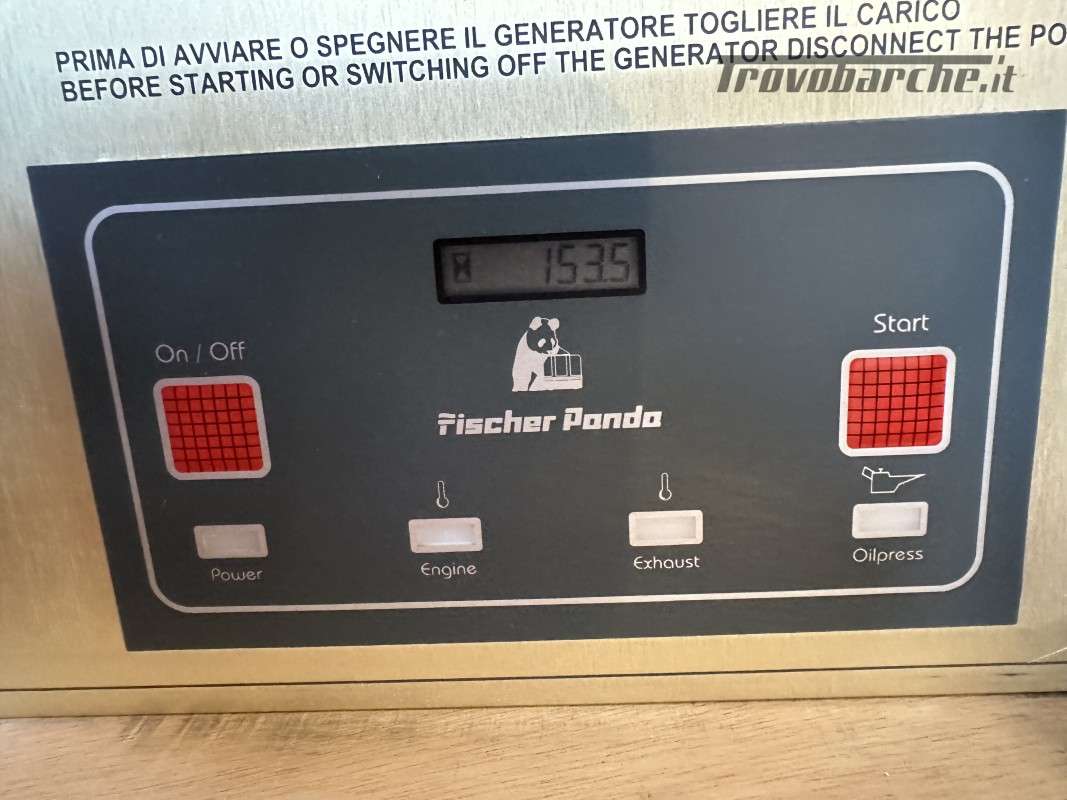 PRIMA DI AVVIARE O SPEGNERE IL GENERATORE TOGLIERE IL CARICO
BEFORE STARTING OR SWITCHING OFF THE GENERATOR DISCONNECT THE PO
Trovobarche.it
153.5
Start
On / Off
Fischer Panda
Oilpress
Exhaust
Engine
Power